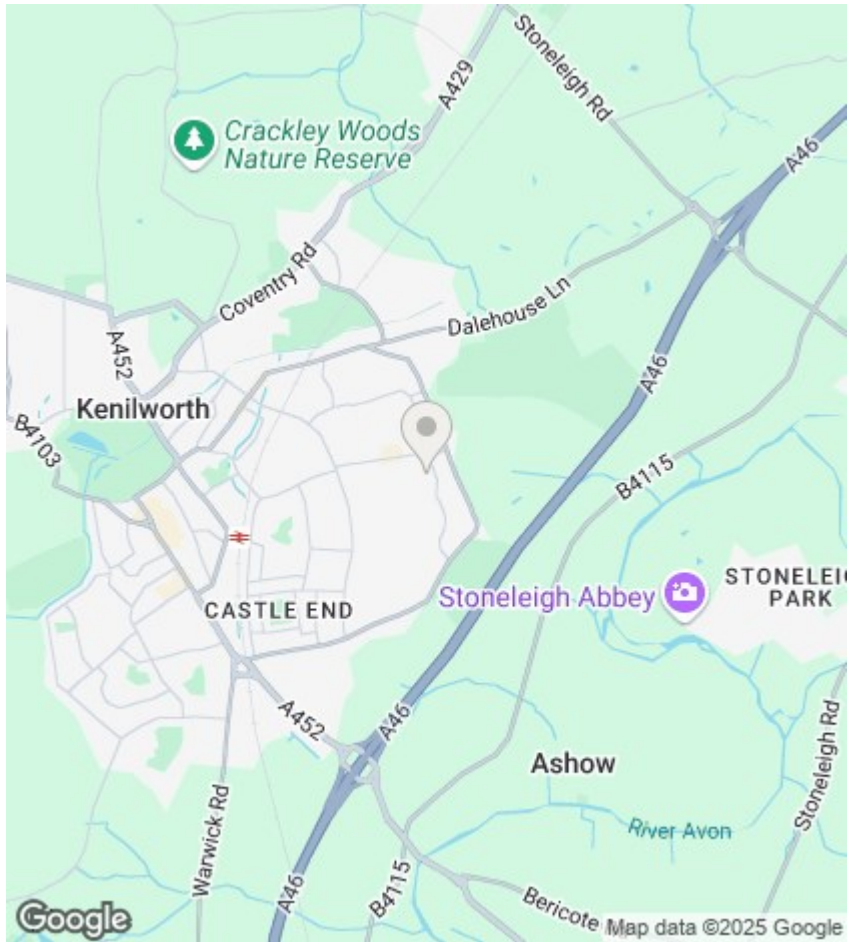 Stoneleigh Rd
A429
A46
Crackley Woods
Nature Reserve
Coventry Rd
Dalehouse Ln
A452
A46
Kenilworth
B4103
B4115
STONELEIG
PARK
Stoneleigh Abbey
CASTLE END
A452
A46
Ashow
Stoneleigh Rd
Warwick Rd
River Avon
B4115
A46
Bericote
Google
Map data ©2025 Google